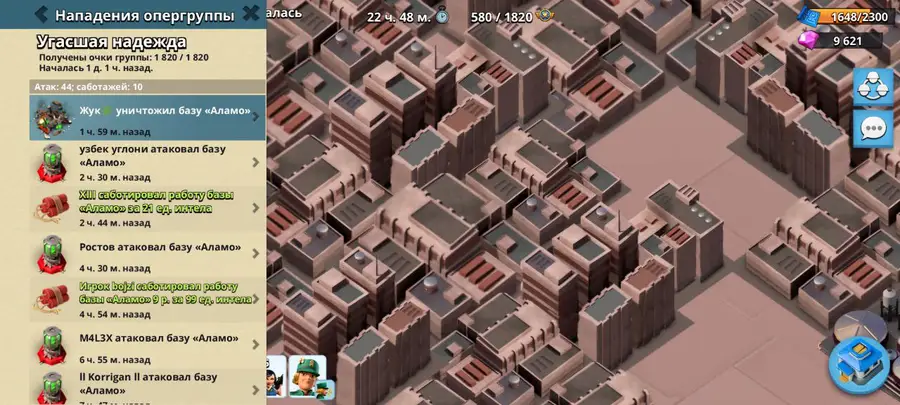 Нападения опергруппы
Угасшая надежда
Получены очки группы: 1 820 / 1 820
Началась 1 д. 1 ч. назад.
Атак: 44; саботажей: 10
Жук уничтожил базу «Аламо»
1 ч. 59 м. назад
узбек углони атаковал базу
«Аламо»
2 ч. 30 м. назад
XIII саботировал работу базы
«Аламо» за 21 ед. интела
2 ч. 44 м. назад
Ростов атаковал базу «Аламо»
4 ч. 30 м. назад
Игрок bojzi саботировал работу
базы «Аламо» 9 р. за 99 ед. интела
4 ч. 54 м. назад
M4L3X атаковал базу «Аламо»
6 ч. 55 м. назад
ll Korrigan ll атаковал базу
«Аламо»
алась
22 ч. 48 м.
580 / 1820
1648/2300
9 621